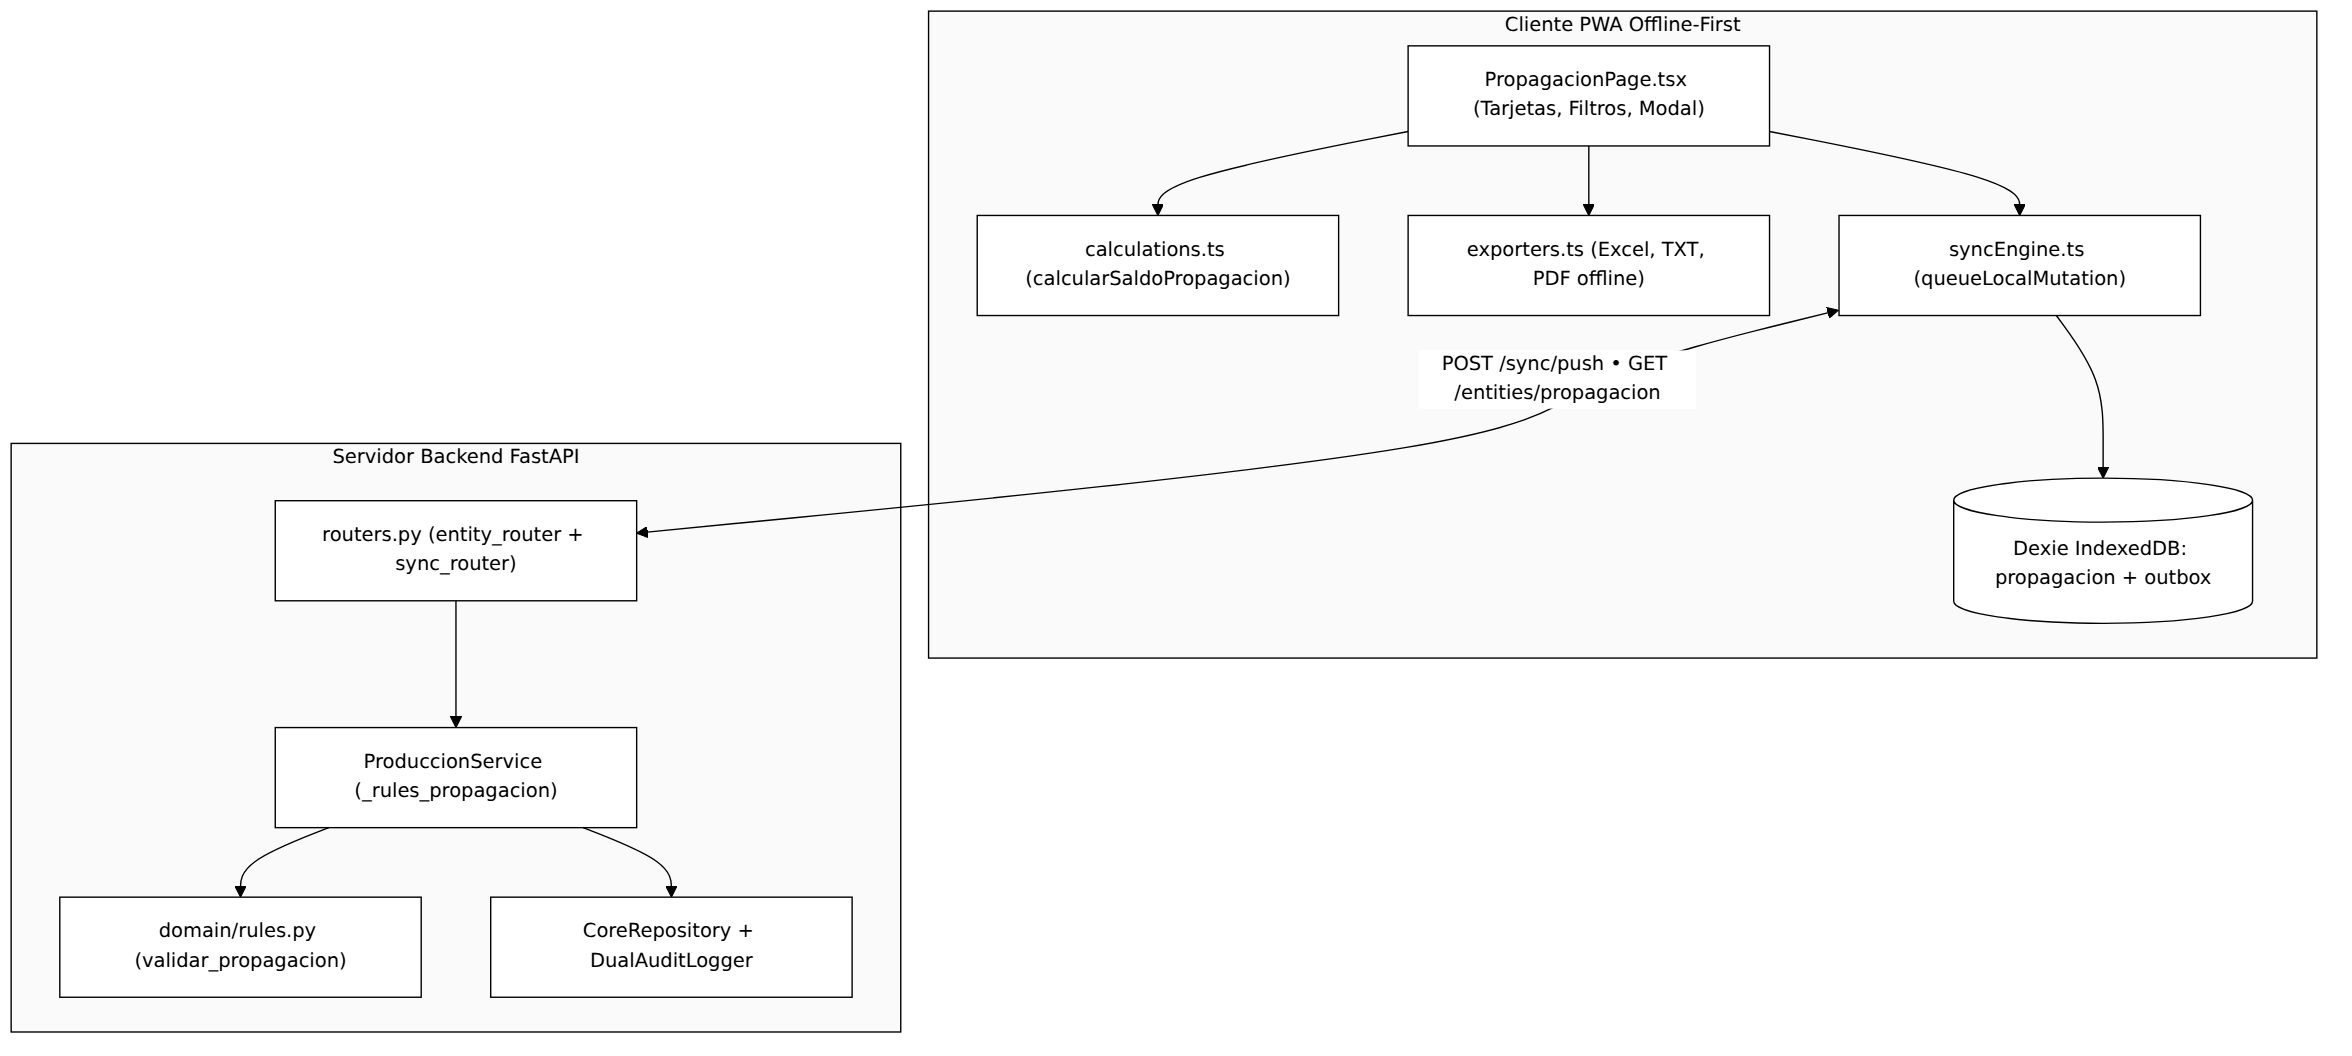 Cliente PWA Offline-First
PropagacionPage.tsx
(Tarjetas, Filtros, Modal)
calculations.ts
(calcularSaldoPropagacion)
exporters.ts (Excel, TXT,
PDF offline)
syncEngine.ts
(queueLocalMutation)
POST /sync/push • GET
/entities/propagacion
Dexie IndexedDB:
propagacion + outbox
Servidor Backend FastAPI
routers.py (entity_router +
sync_router)
ProduccionService
(_rules_propagacion)
domain/rules.py
(validar_propagacion)
CoreRepository +
DualAuditLogger